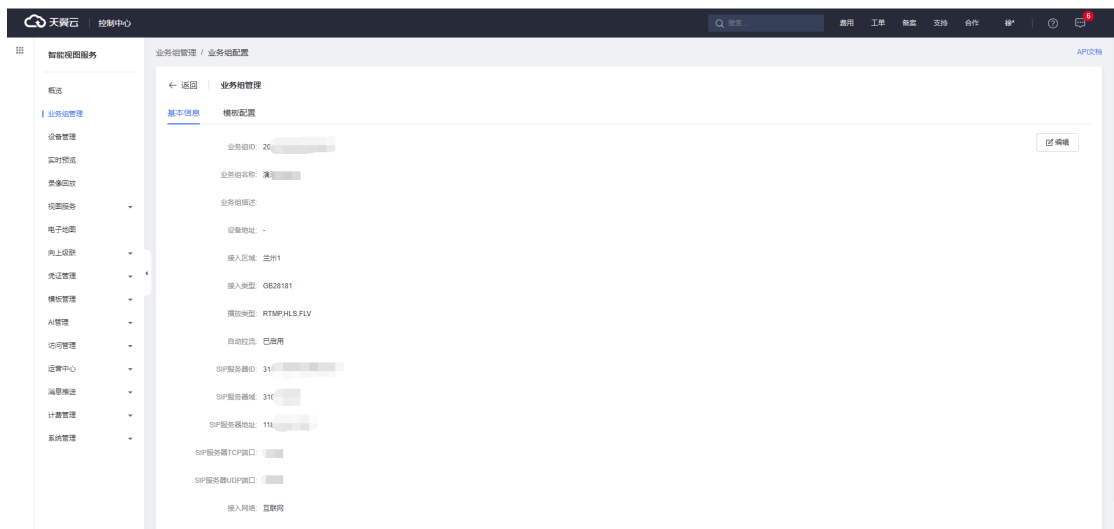 天翼云 控制中心 搜索... 费用 工单 备案 支持 合作 徐* 6
智能视图服务 业务组管理 / 业务组配置 API文档
概览
业务组管理
设备管理
实时预览
录像回放
视图服务
电子地图
向上级联
凭证管理
模板管理
AI管理
访问管理
运营中心
消息推送
计费管理
系统管理
← 返回 业务组管理
基本信息 模板配置
编辑
业务组ID: 20
业务组名称: 演
业务组描述:
设备地址: -
接入区域: 兰州1
接入类型: GB28181
播放类型: RTMP,HLS,FLV
自动拉流: 已启用
SIP服务器ID: 31
SIP服务器域: 310
SIP服务器地址: 118
SIP服务器TCP端口:
SIP服务器UDP端口:
接入网络: 互联网